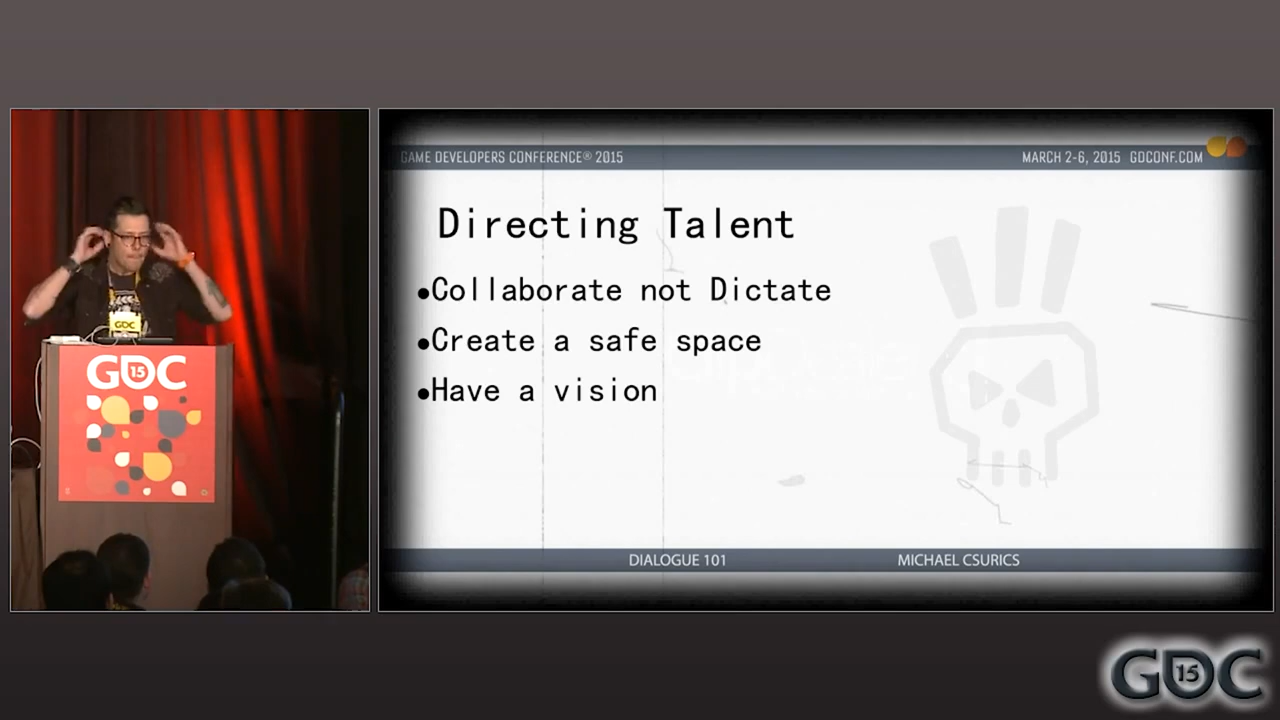 GAME DEVELOPERS CONFERENCE® 2015
MARCH 2-6, 2015 GDCONF.COM
Directing Talent
•Collaborate not Dictate
•Create a safe space
•Have a vision
DIALOGUE 101
MICHAEL CSURICS
GDC
GDC 15
GDC 15